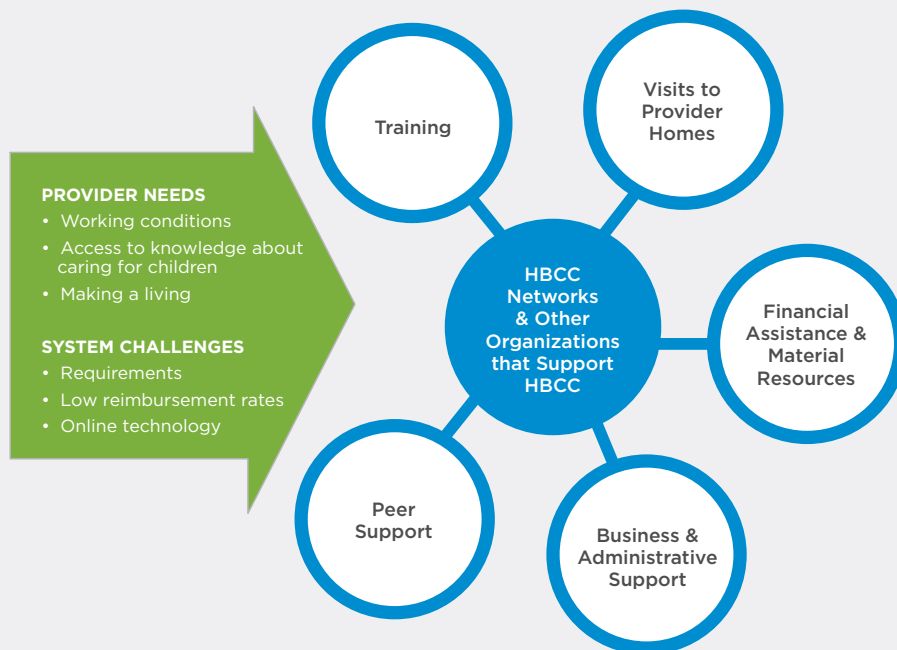 PROVIDER NEEDS
• Working conditions
• Access to knowledge about
caring for children
• Making a living
SYSTEM CHALLENGES
• Requirements
• Low reimbursement rates
• Online technology
Training
Visits to
Provider
Homes
HBCC
Networks
& Other
Organizations
that Support
HBCC
Financial
Assistance &
Material
Resources
Peer
Support
Business &
Administrative
Support